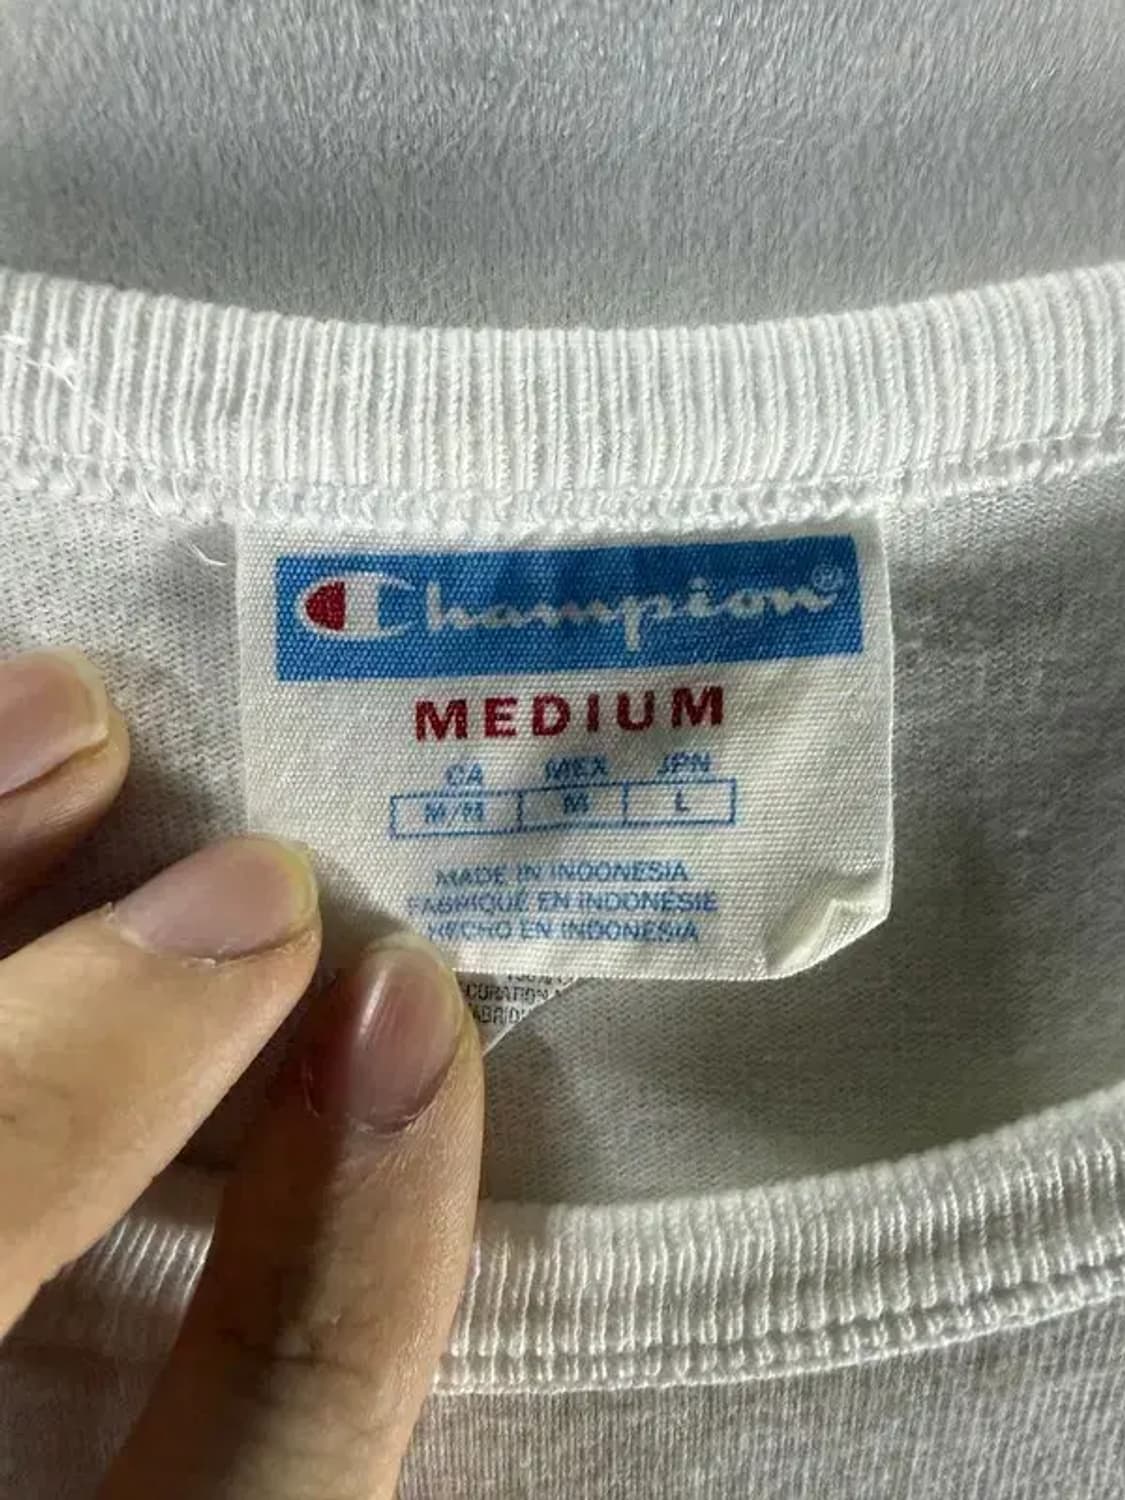 Champion®
MEDIUM
CA MEX JPN
M/M M L
MADE IN INDONESIA
FABRIQUÉ EN INDONÉSIE
HECHO EN INDONESIA